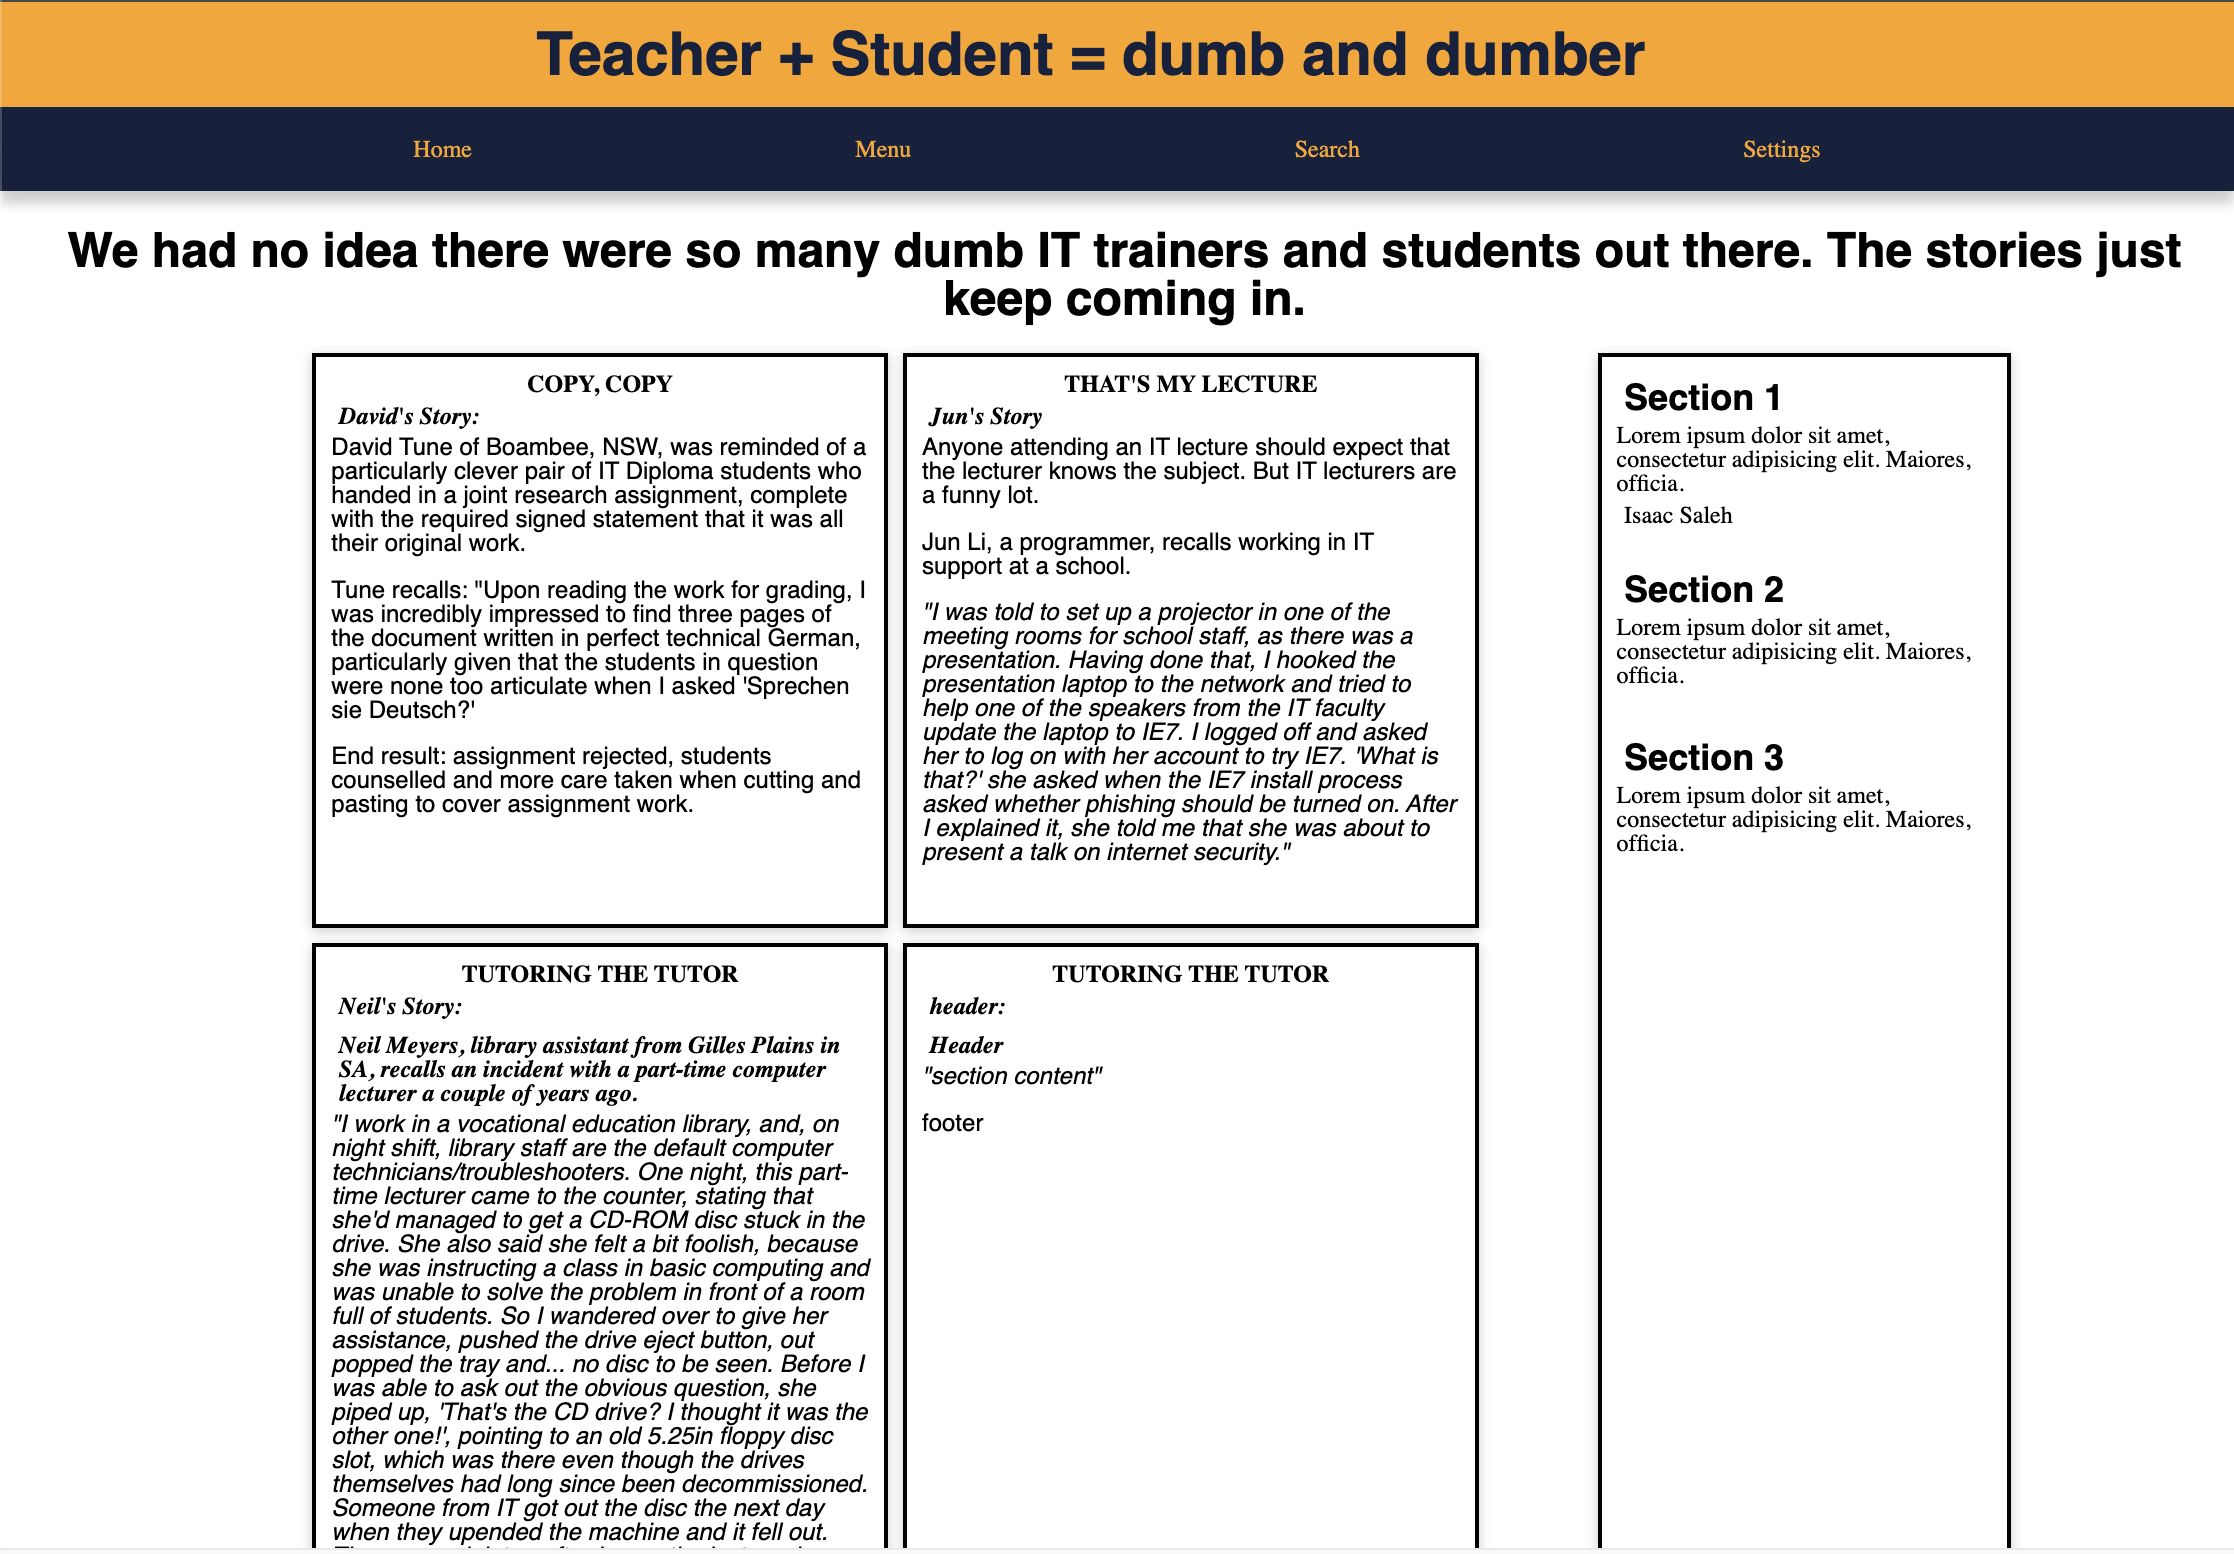 Teacher + Student = dumb and dumber
Home Menu Search Settings
We had no idea there were so many dumb IT trainers and students out there. The stories just
keep coming in.
COPY, COPY
David's Story:
David Tune of Boambee, NSW, was reminded of a
particularly clever pair of IT Diploma students who
handed in a joint research assignment, complete
with the required signed statement that it was all
their original work.
Tune recalls: "Upon reading the work for grading, I
was incredibly impressed to find three pages of
the document written in perfect technical German,
particularly given that the students in question
were none too articulate when I asked 'Sprechen
sie Deutsch?'
End result: assignment rejected, students
counselled and more care taken when cutting and
pasting to cover assignment work.
THAT'S MY LECTURE
Jun's Story
Anyone attending an IT lecture should expect that
the lecturer knows the subject. But IT lecturers are
a funny lot.
Jun Li, a programmer, recalls working in IT
support at a school.
"I was told to set up a projector in one of the
meeting rooms for school staff, as there was a
presentation. Having done that, I hooked the
presentation laptop to the network and tried to
help one of the speakers from the IT faculty
update the laptop to IE7. I logged off and asked
her to log on with her account to try IE7. 'What is
that?' she asked when the IE7 install process
asked whether phishing should be turned on. After
I explained it, she told me that she was about to
present a talk on internet security."
TUTORING THE TUTOR
Neil's Story:
Neil Meyers, library assistant from Gilles Plains in
SA, recalls an incident with a part-time computer
lecturer a couple of years ago.
"I work in a vocational education library, and, on
night shift, library staff are the default computer
technicians/troubleshooters. One night, this part-
time lecturer came to the counter, stating that
she'd managed to get a CD-ROM disc stuck in the
drive. She also said she felt a bit foolish, because
she was instructing a class in basic computing and
was unable to solve the problem in front of a room
full of students. So I wandered over to give her
assistance, pushed the drive eject button, out
popped the tray and... no disc to be seen. Before I
was able to ask out the obvious question, she
piped up, 'That's the CD drive? I thought it was the
other one!', pointing to an old 5.25in floppy disc
slot, which was there even though the drives
themselves had long since been decommissioned.
Someone from IT got out the disc the next day
when they upended the machine and it fell out.
TUTORING THE TUTOR
header:
Header
"section content"
footer
Section 1
Lorem ipsum dolor sit amet,
consectetur adipisicing elit. Maiores,
officia.
Isaac Saleh
Section 2
Lorem ipsum dolor sit amet,
consectetur adipisicing elit. Maiores,
officia.
Section 3
Lorem ipsum dolor sit amet,
consectetur adipisicing elit. Maiores,
officia.